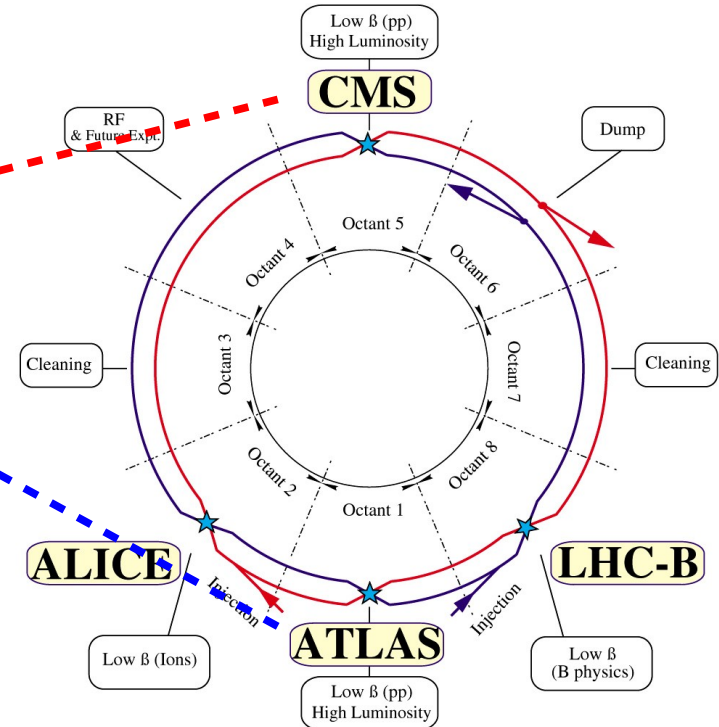 Low ß (pp)
High Luminosity
CMS
RF
& Future Expt.
Dump
Octant 5
Octant 4
Octant 6
Cleaning
Octant 3
Octant 7
Cleaning
Octant 2
Octant 8
Octant 1
ALICE
LHC-B
Injection
Injection
ATLAS
Low ß (Ions)
Low ß
(B physics)
Low ß (pp)
High Luminosity